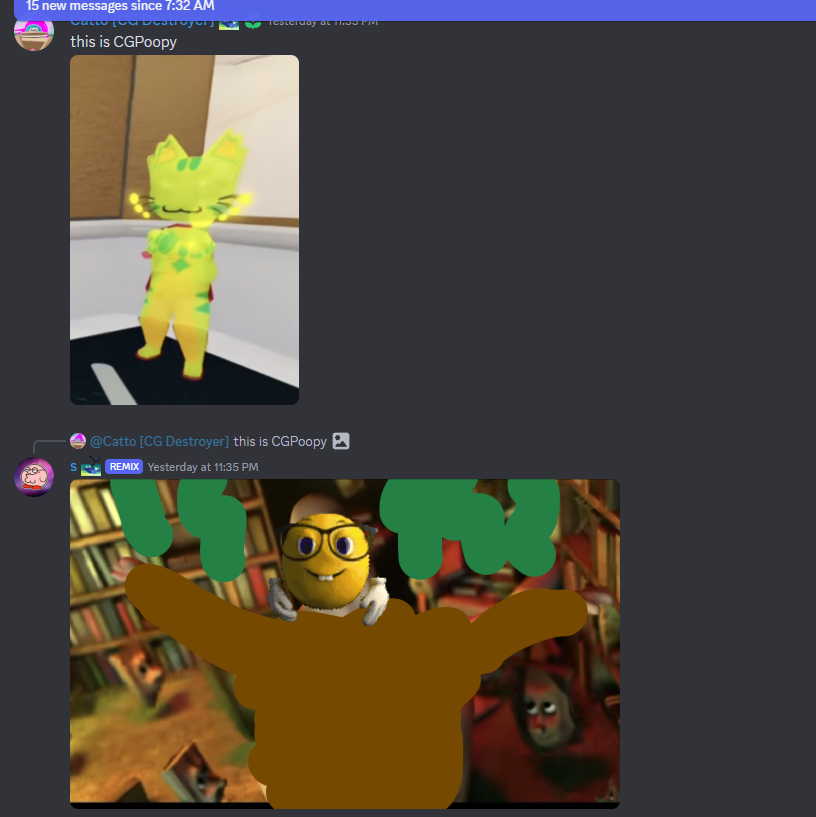 15 new messages since 7:32 AM
Catto [CG Destroyer] Yesterday at 11:35 PM
this is CGPoopy
@Catto [CG Destroyer] this is CGPoopy
S REMIX Yesterday at 11:35 PM